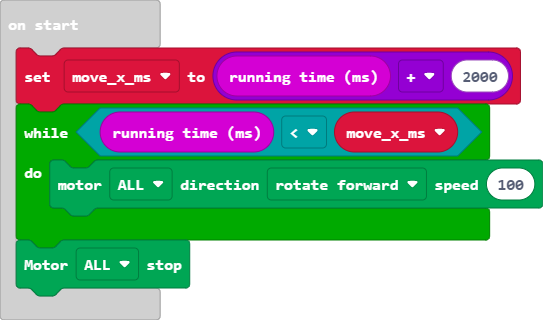 on start
set move_x_ms to running time (ms) + 2000
while running time (ms) < move_x_ms
do motor ALL direction rotate forward speed 100
Motor ALL stop